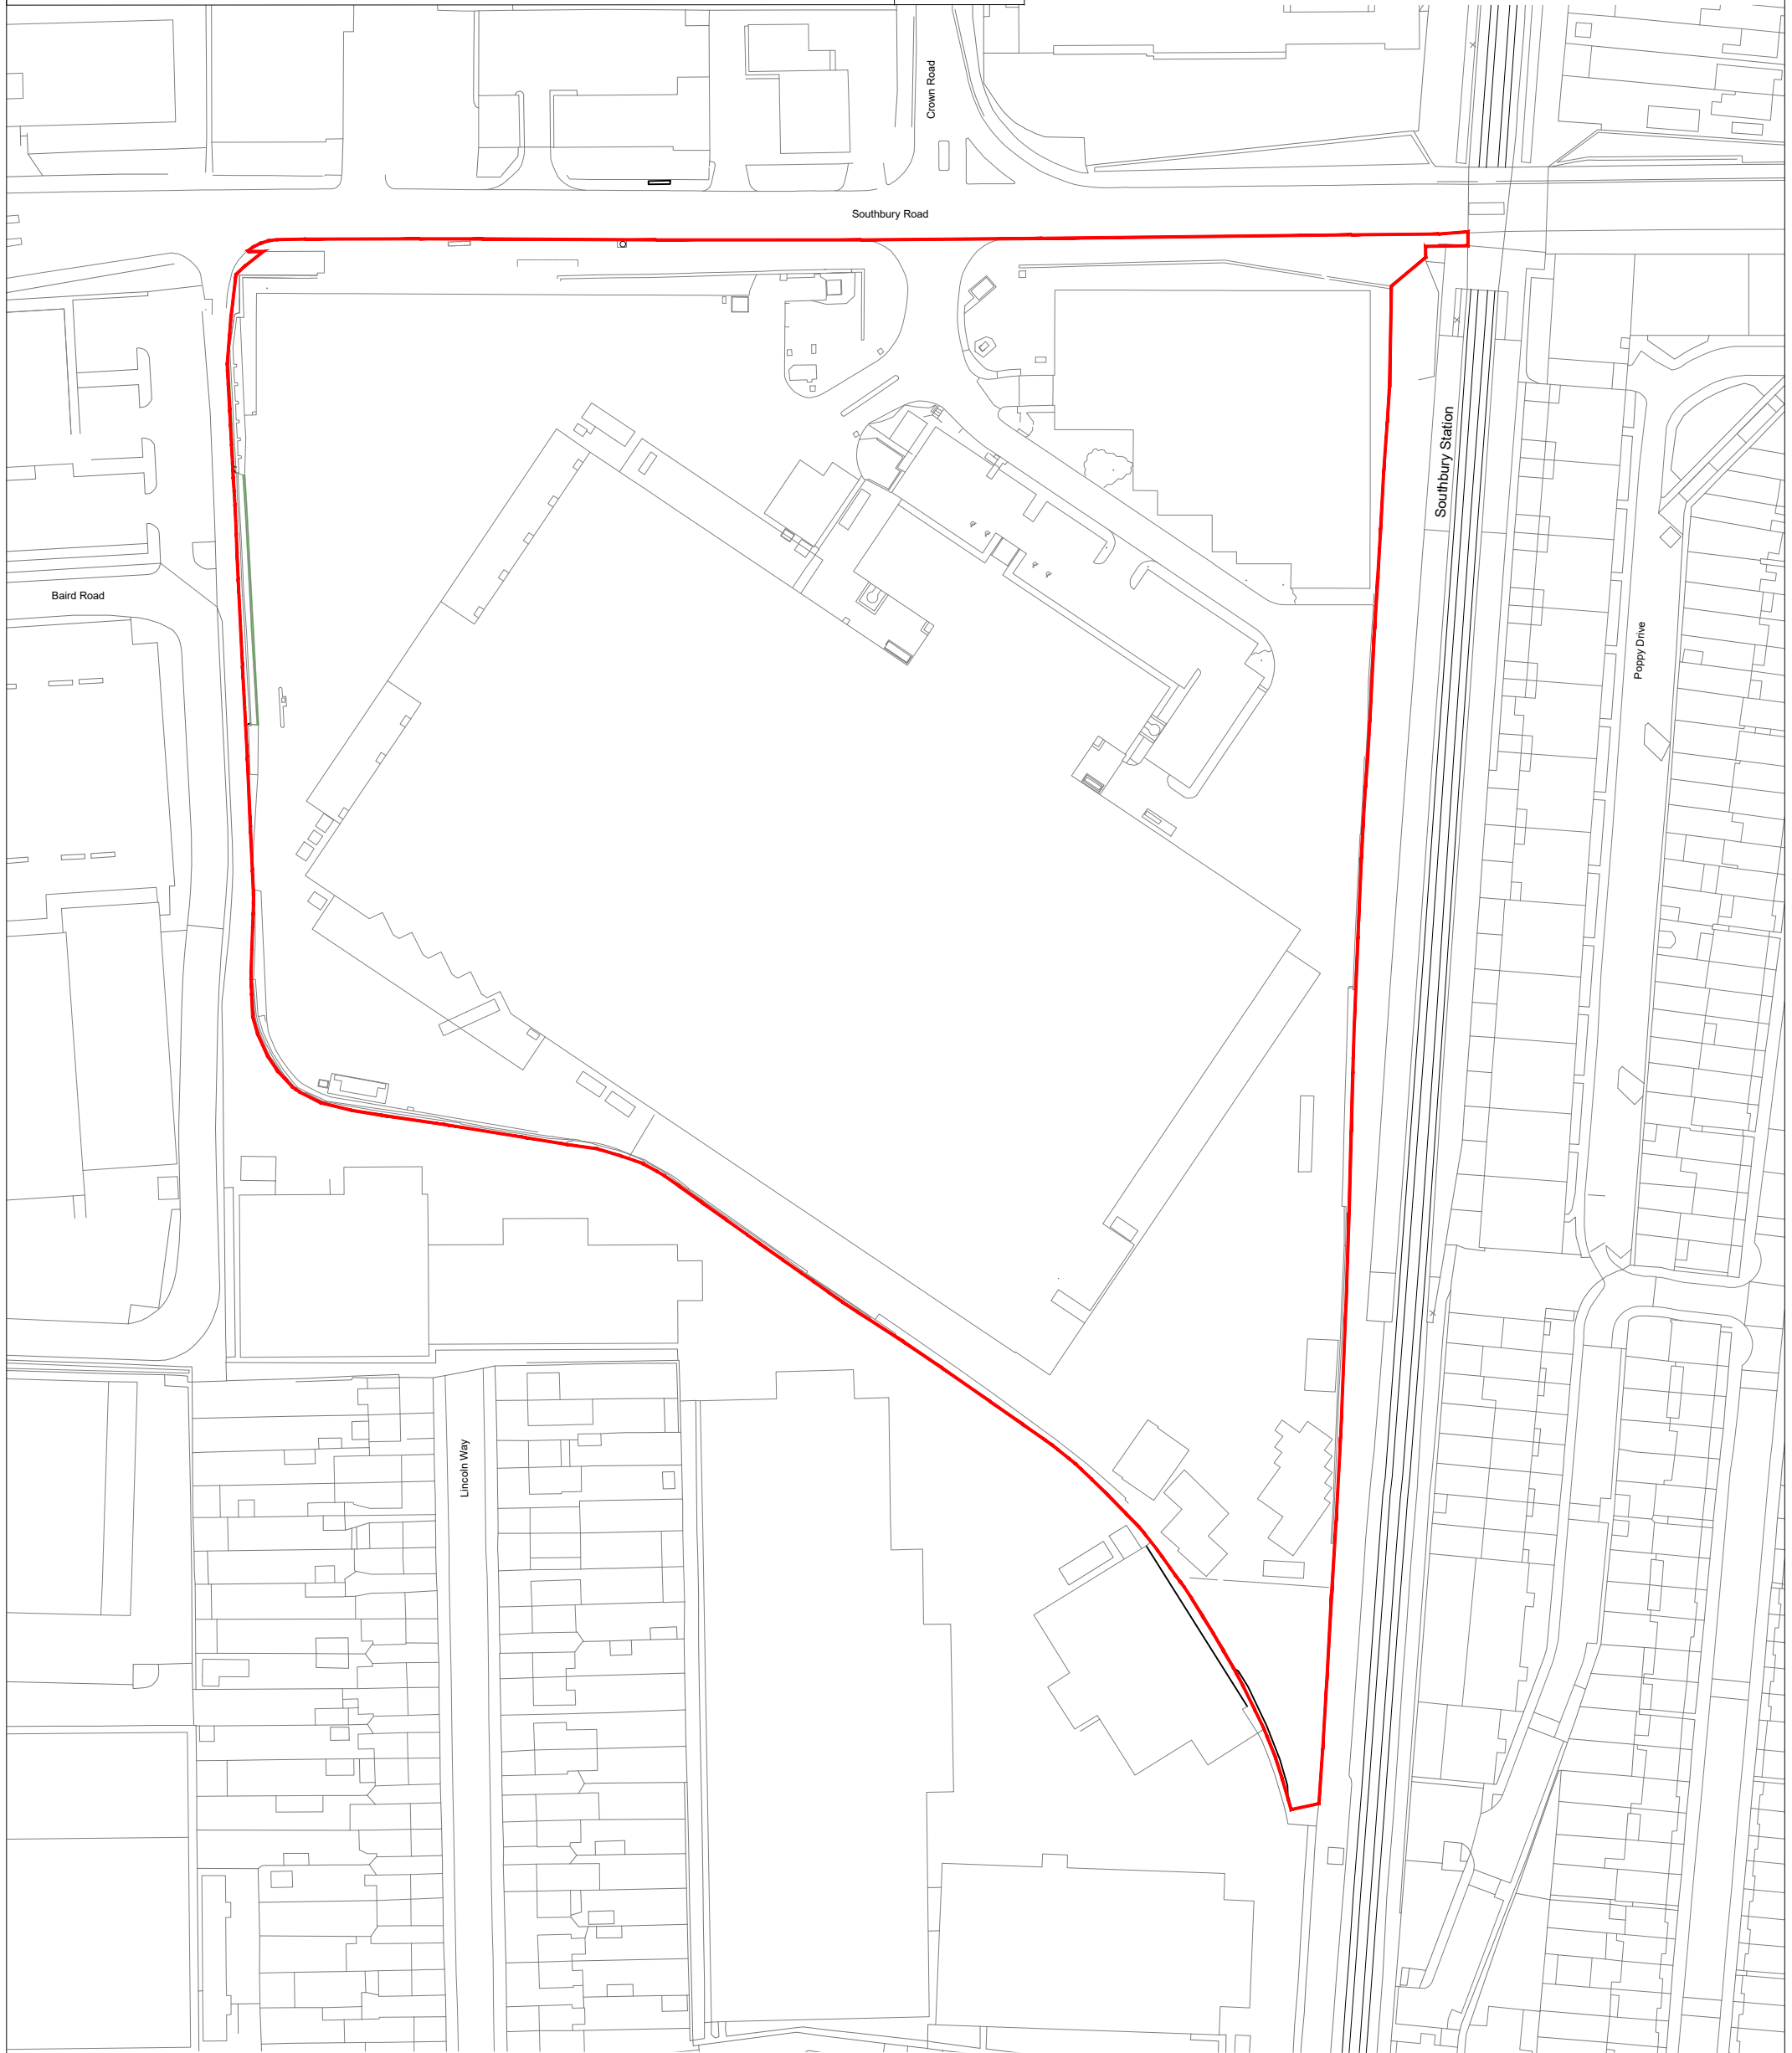 Crown Road
Southbury Road
Southbury Station
Baird Road
Poppy Drive
Lincoln Way